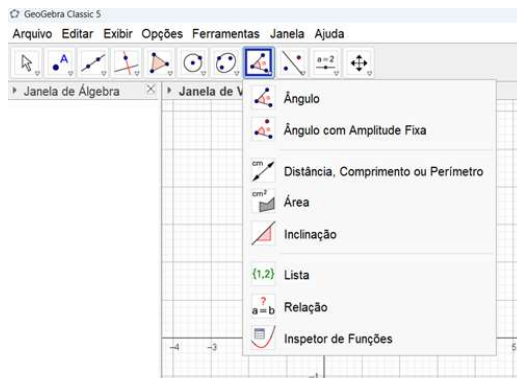 GeoGebra Classic 5
Arquivo Editar Exibir Opções Ferramentas Janela Ajuda
A
a=2
Janela de Álgebra
Janela de V
Ângulo
Ângulo com Amplitude Fixa
cm
Distância, Comprimento ou Perímetro
cm²
Área
Inclinação
{1,2} Lista
?
a=b
Relação
Inspetor de Funções
-4 -3 5
-1